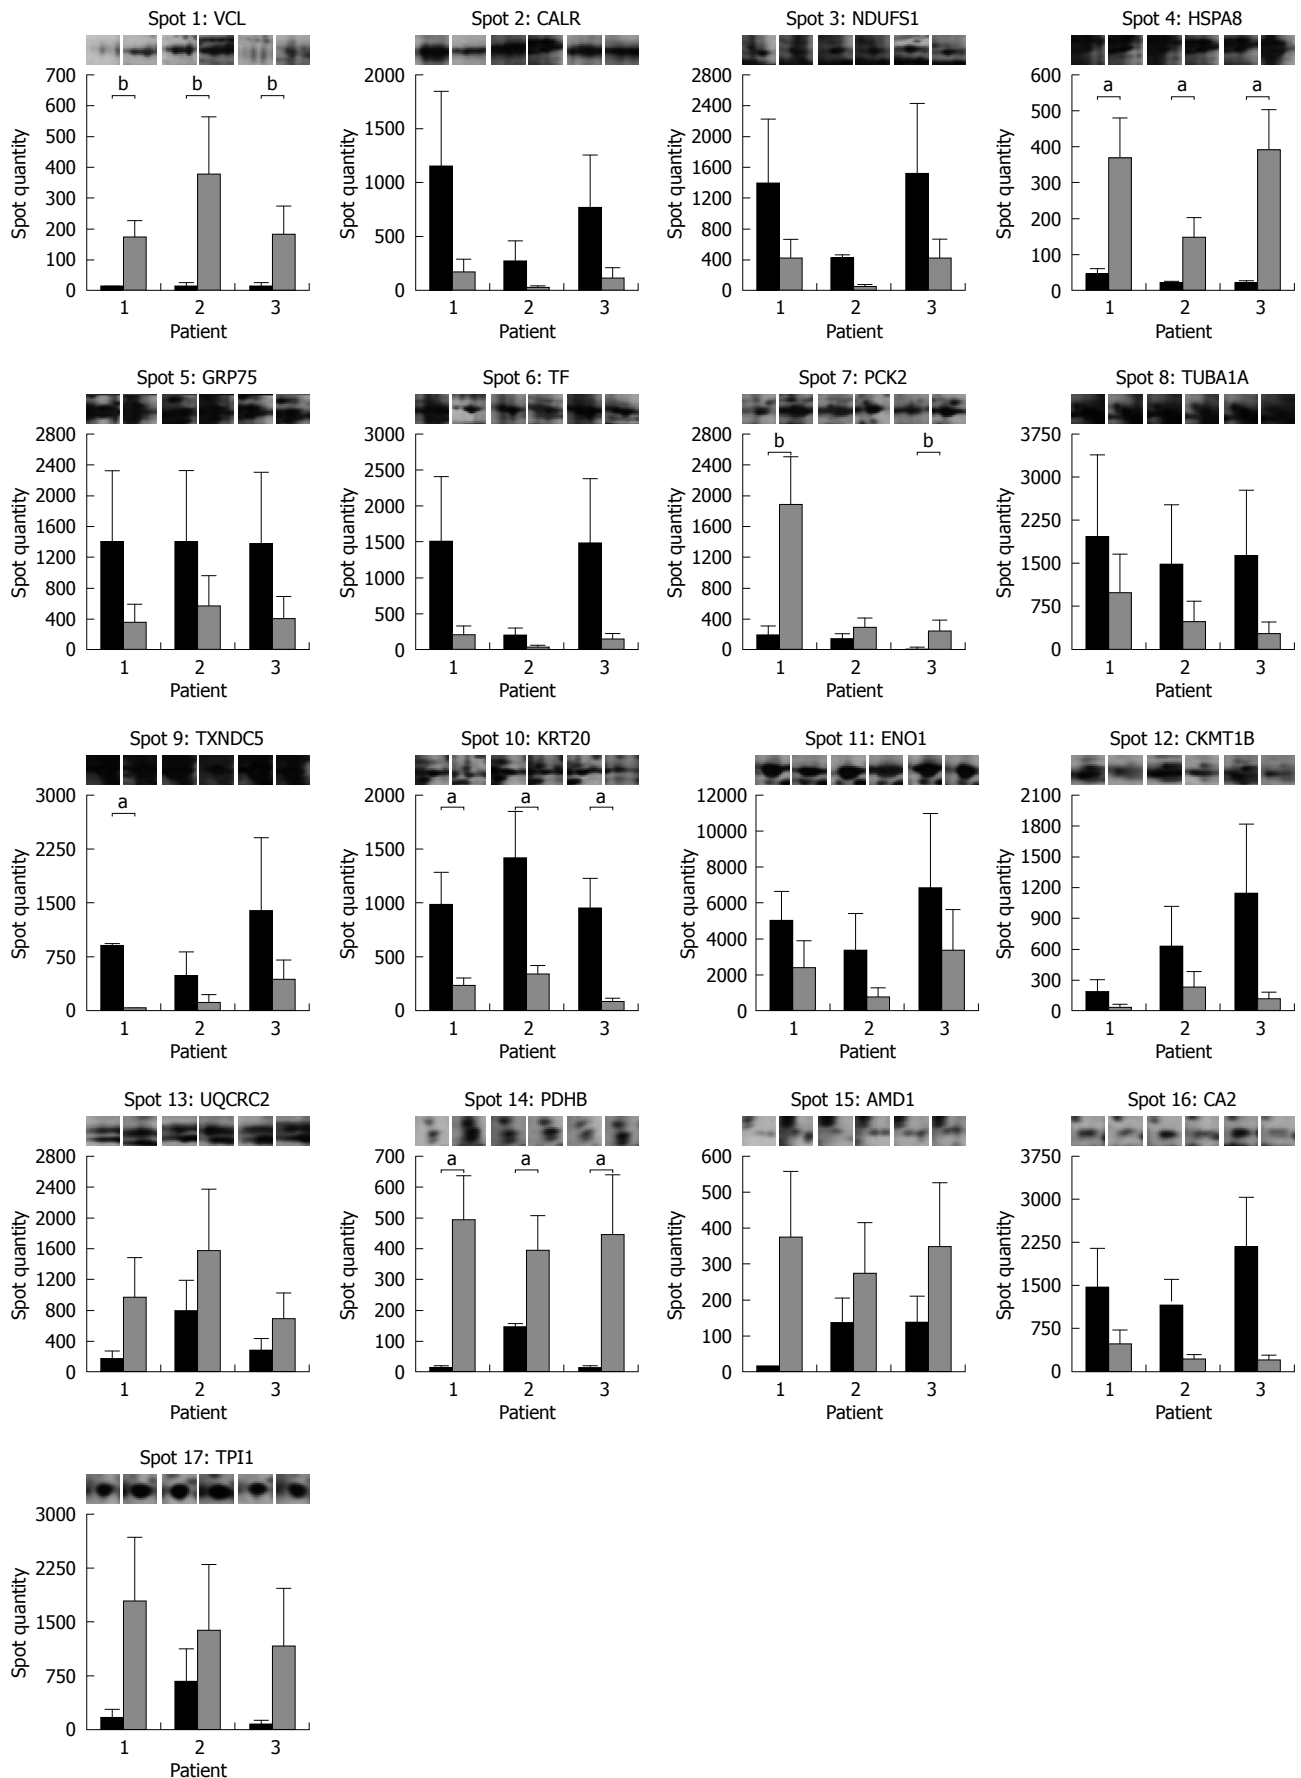 Spot 1: VCL
Spot quantity
700
600
500
400
300
200
100
0
b b b
1 2 3
Patient
Spot 2: CALR
Spot quantity
2000
1500
1000
500
0
1 2 3
Patient
Spot 3: NDUFS1
Spot quantity
2800
2400
2000
1600
1200
800
400
0
1 2 3
Patient
Spot 4: HSPA8
Spot quantity
600
500
400
300
200
100
0
a a a
1 2 3
Patient
Spot 5: GRP75
Spot quantity
2800
2400
2000
1600
1200
800
400
0
1 2 3
Patient
Spot 6: TF
Spot quantity
3000
2500
2000
1500
1000
500
0
1 2 3
Patient
Spot 7: PCK2
Spot quantity
2800
2400
2000
1600
1200
800
400
0
b b
1 2 3
Patient
Spot 8: TUBA1A
Spot quantity
3750
3000
2250
1500
750
0
1 2 3
Patient
Spot 9: TXNDC5
Spot quantity
3000
2250
1500
750
0
a
1 2 3
Patient
Spot 10: KRT20
Spot quantity
2000
1500
1000
500
0
a a a
1 2 3
Patient
Spot 11: ENO1
Spot quantity
12000
10000
8000
6000
4000
2000
0
1 2 3
Patient
Spot 12: CKMT1B
Spot quantity
2100
1800
1500
1200
900
600
300
0
1 2 3
Patient
Spot 13: UQCRC2
Spot quantity
2800
2400
2000
1600
1200
800
400
0
1 2 3
Patient
Spot 14: PDHB
Spot quantity
700
600
500
400
300
200
100
0
a a a
1 2 3
Patient
Spot 15: AMD1
Spot quantity
600
500
400
300
200
100
0
1 2 3
Patient
Spot 16: CA2
Spot quantity
3750
3000
2250
1500
750
0
1 2 3
Patient
Spot 17: TPI1
Spot quantity
3000
2250
1500
750
0
1 2 3
Patient